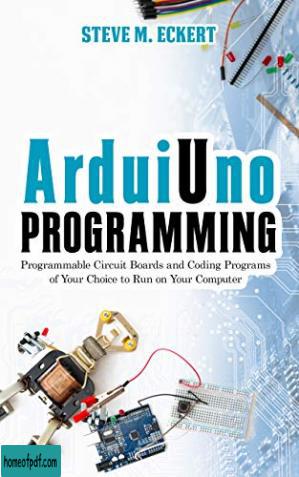 STEVE M. ECKERT
ArduiUno
PROGRAMMING
Programmable Circuit Boards and Coding Programs
of Your Choice to Run on Your Computer
homeofpdf.com